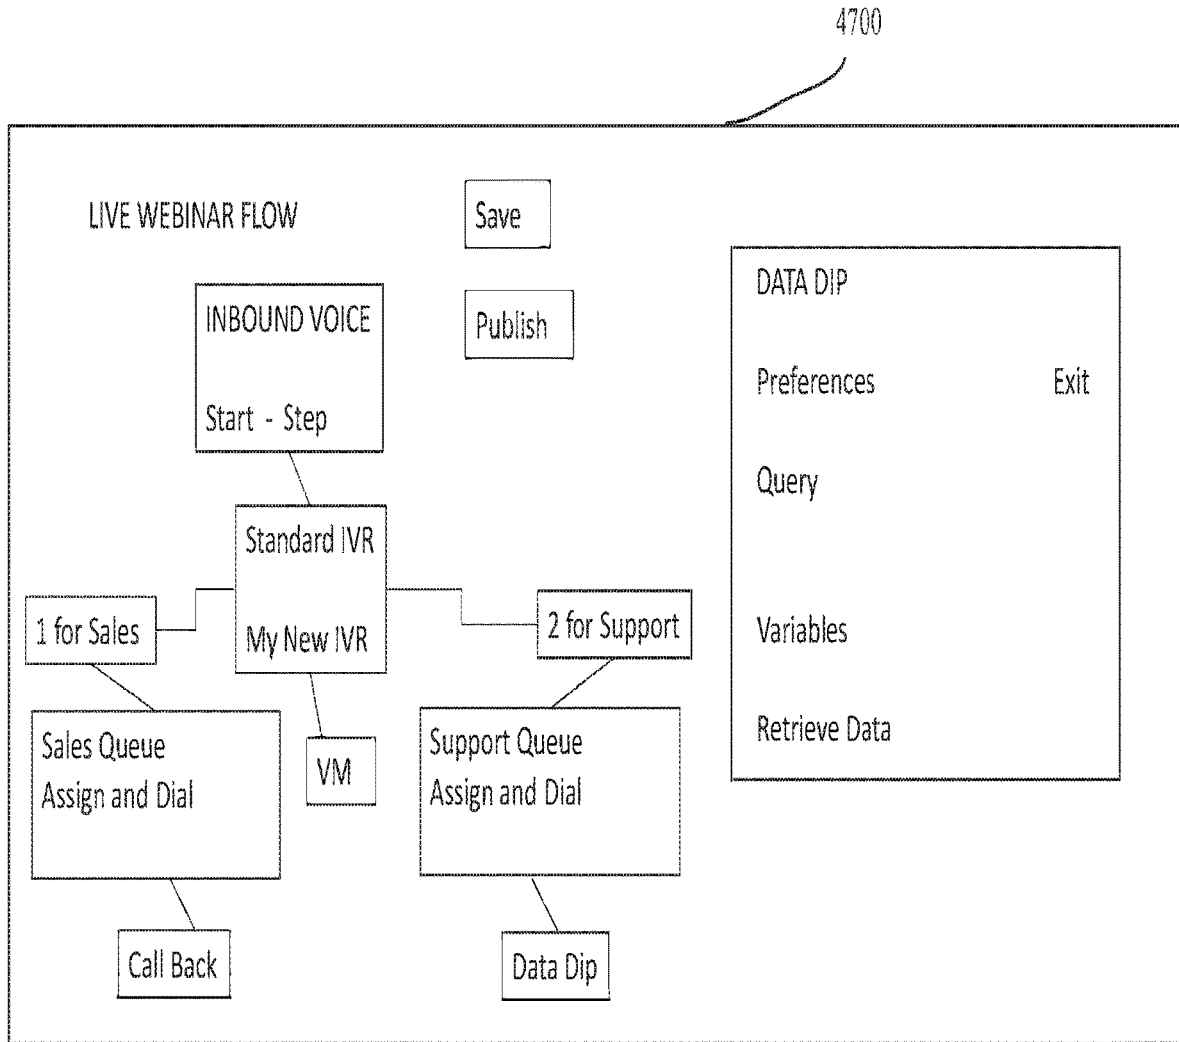 4700
LIVE WEBINAR FLOW
Save
Publish
INBOUND VOICE
Start - Step
Standard IVR
My New IVR
1 for Sales
2 for Support
Sales Queue
Assign and Dial
VM
Support Queue
Assign and Dial
Call Back
Data Dip
DATA DIP
Preferences Exit
Query
Variables
Retrieve Data